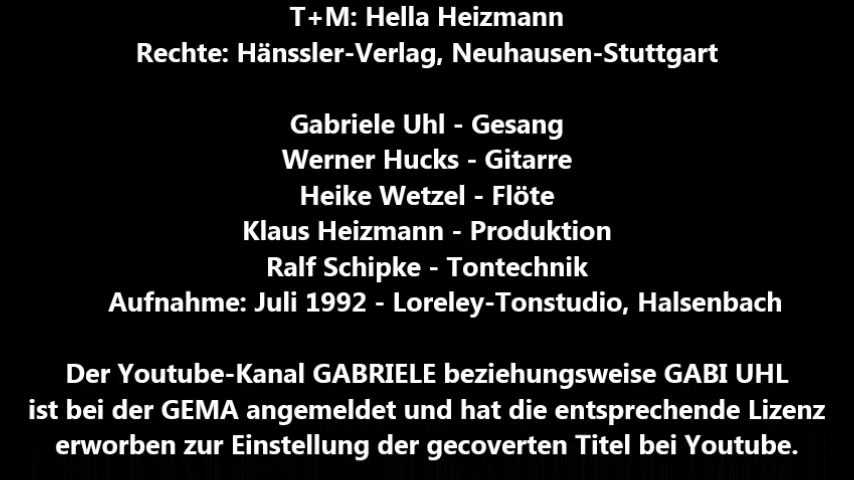 T+M: Hella Heizmann
Rechte: Hänssler-Verlag, Neuhausen-Stuttgart
Gabriele Uhl - Gesang
Werner Hucks - Gitarre
Heike Wetzel - Flöte
Klaus Heizmann - Produktion
Ralf Schipke - Tontechnik
Aufnahme: Juli 1992 - Loreley-Tonstudio, Halsenbach
Der Youtube-Kanal GABRIELE beziehungsweise GABI UHL
ist bei der GEMA angemeldet und hat die entsprechende Lizenz
erworben zur Einstellung der gecoverten Titel bei Youtube.